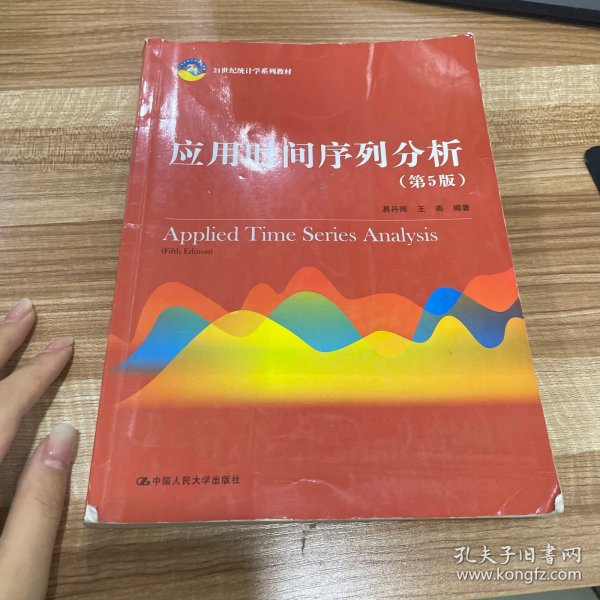 21世纪统计学系列教材
应用时间序列分析
（第5版）
易丹辉 王 燕 编著
Applied Time Series Analysis
(Fifth Edition)
中国人民大学出版社
孔夫子旧书网
www.kongfz.com